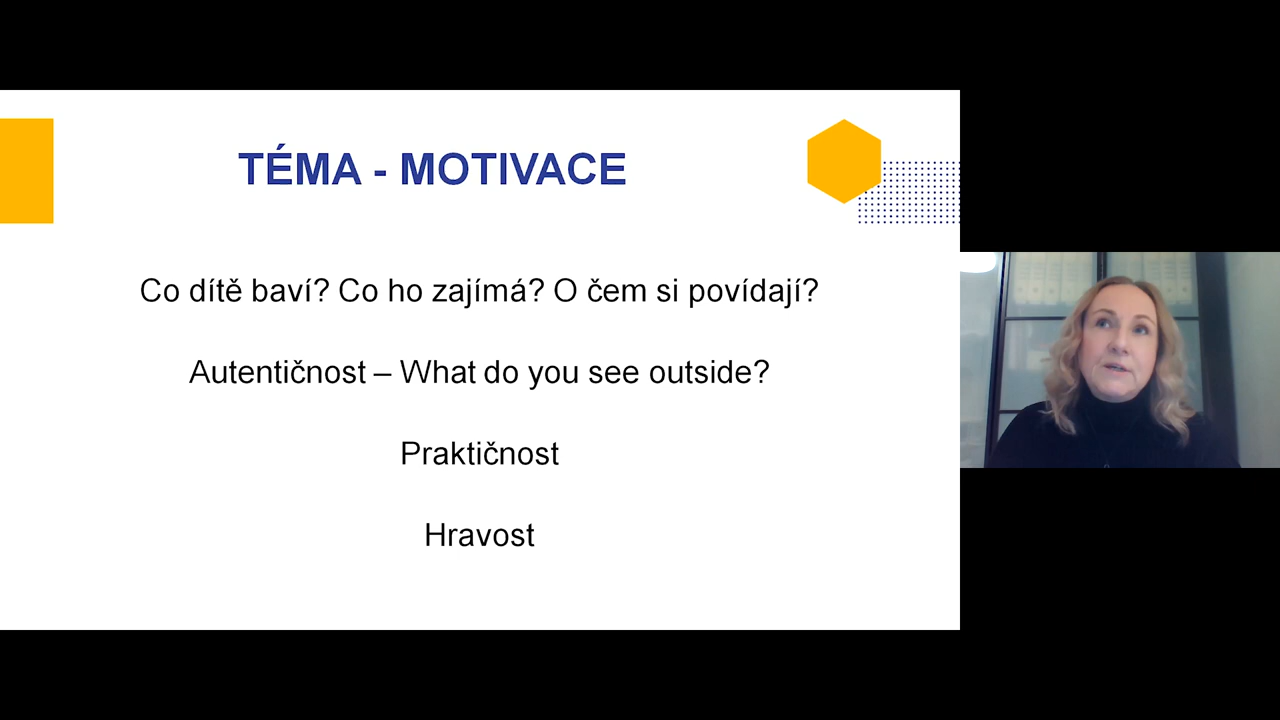 TÉMA - MOTIVACE
Co dítě baví? Co ho zajímá? O čem si povídají?
Autentičnost – What do you see outside?
Praktičnost
Hravost